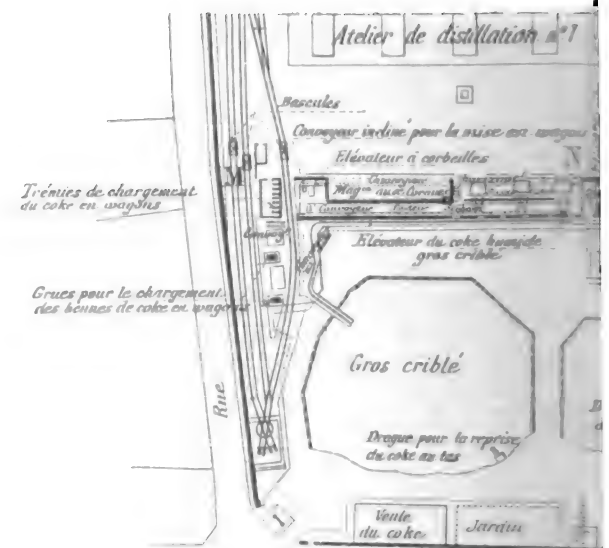 Atelier de distillation nº 1
Bascules
Convoyeur incliné pour la mise en wagons
Elévateur à corbeilles
N
Convoyeur
Trémies de chargement
du coke en wagons
M
Elévateur du coke humide
gros criblé
Grues pour le chargement
des bennes de coke en wagons
Gros criblé
Rue
Drague pour la reprise
du coke au tas
I
Vente
du coke
Jardin